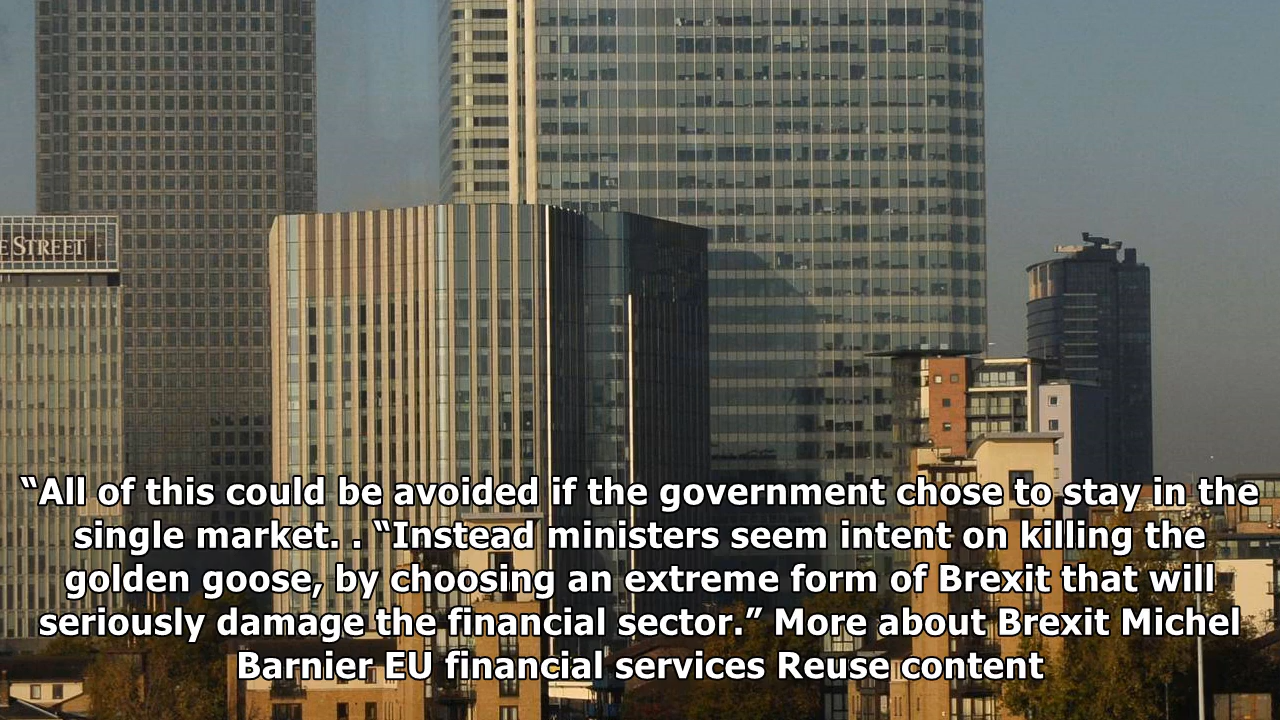 E STREET
“All of this could be avoided if the government chose to stay in the
single market. . “Instead ministers seem intent on killing the
golden goose, by choosing an extreme form of Brexit that will
seriously damage the financial sector.” More about Brexit Michel
Barnier EU financial services Reuse content